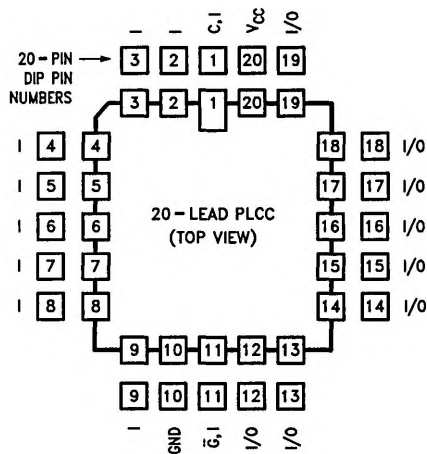 I I C,I VCC I/O
20-PIN DIP PIN NUMBERS 3 2 1 20 19
3 2 1 20 19
I 4 4 18 18 I/O
I 5 5 17 17 I/O
I 6 6 20-LEAD PLCC 16 16 I/O
(TOP VIEW)
I 7 7 15 15 I/O
I 8 8 14 14 I/O
9 10 11 12 13
9 10 11 12 13
I GND G̅,I I/O I/O